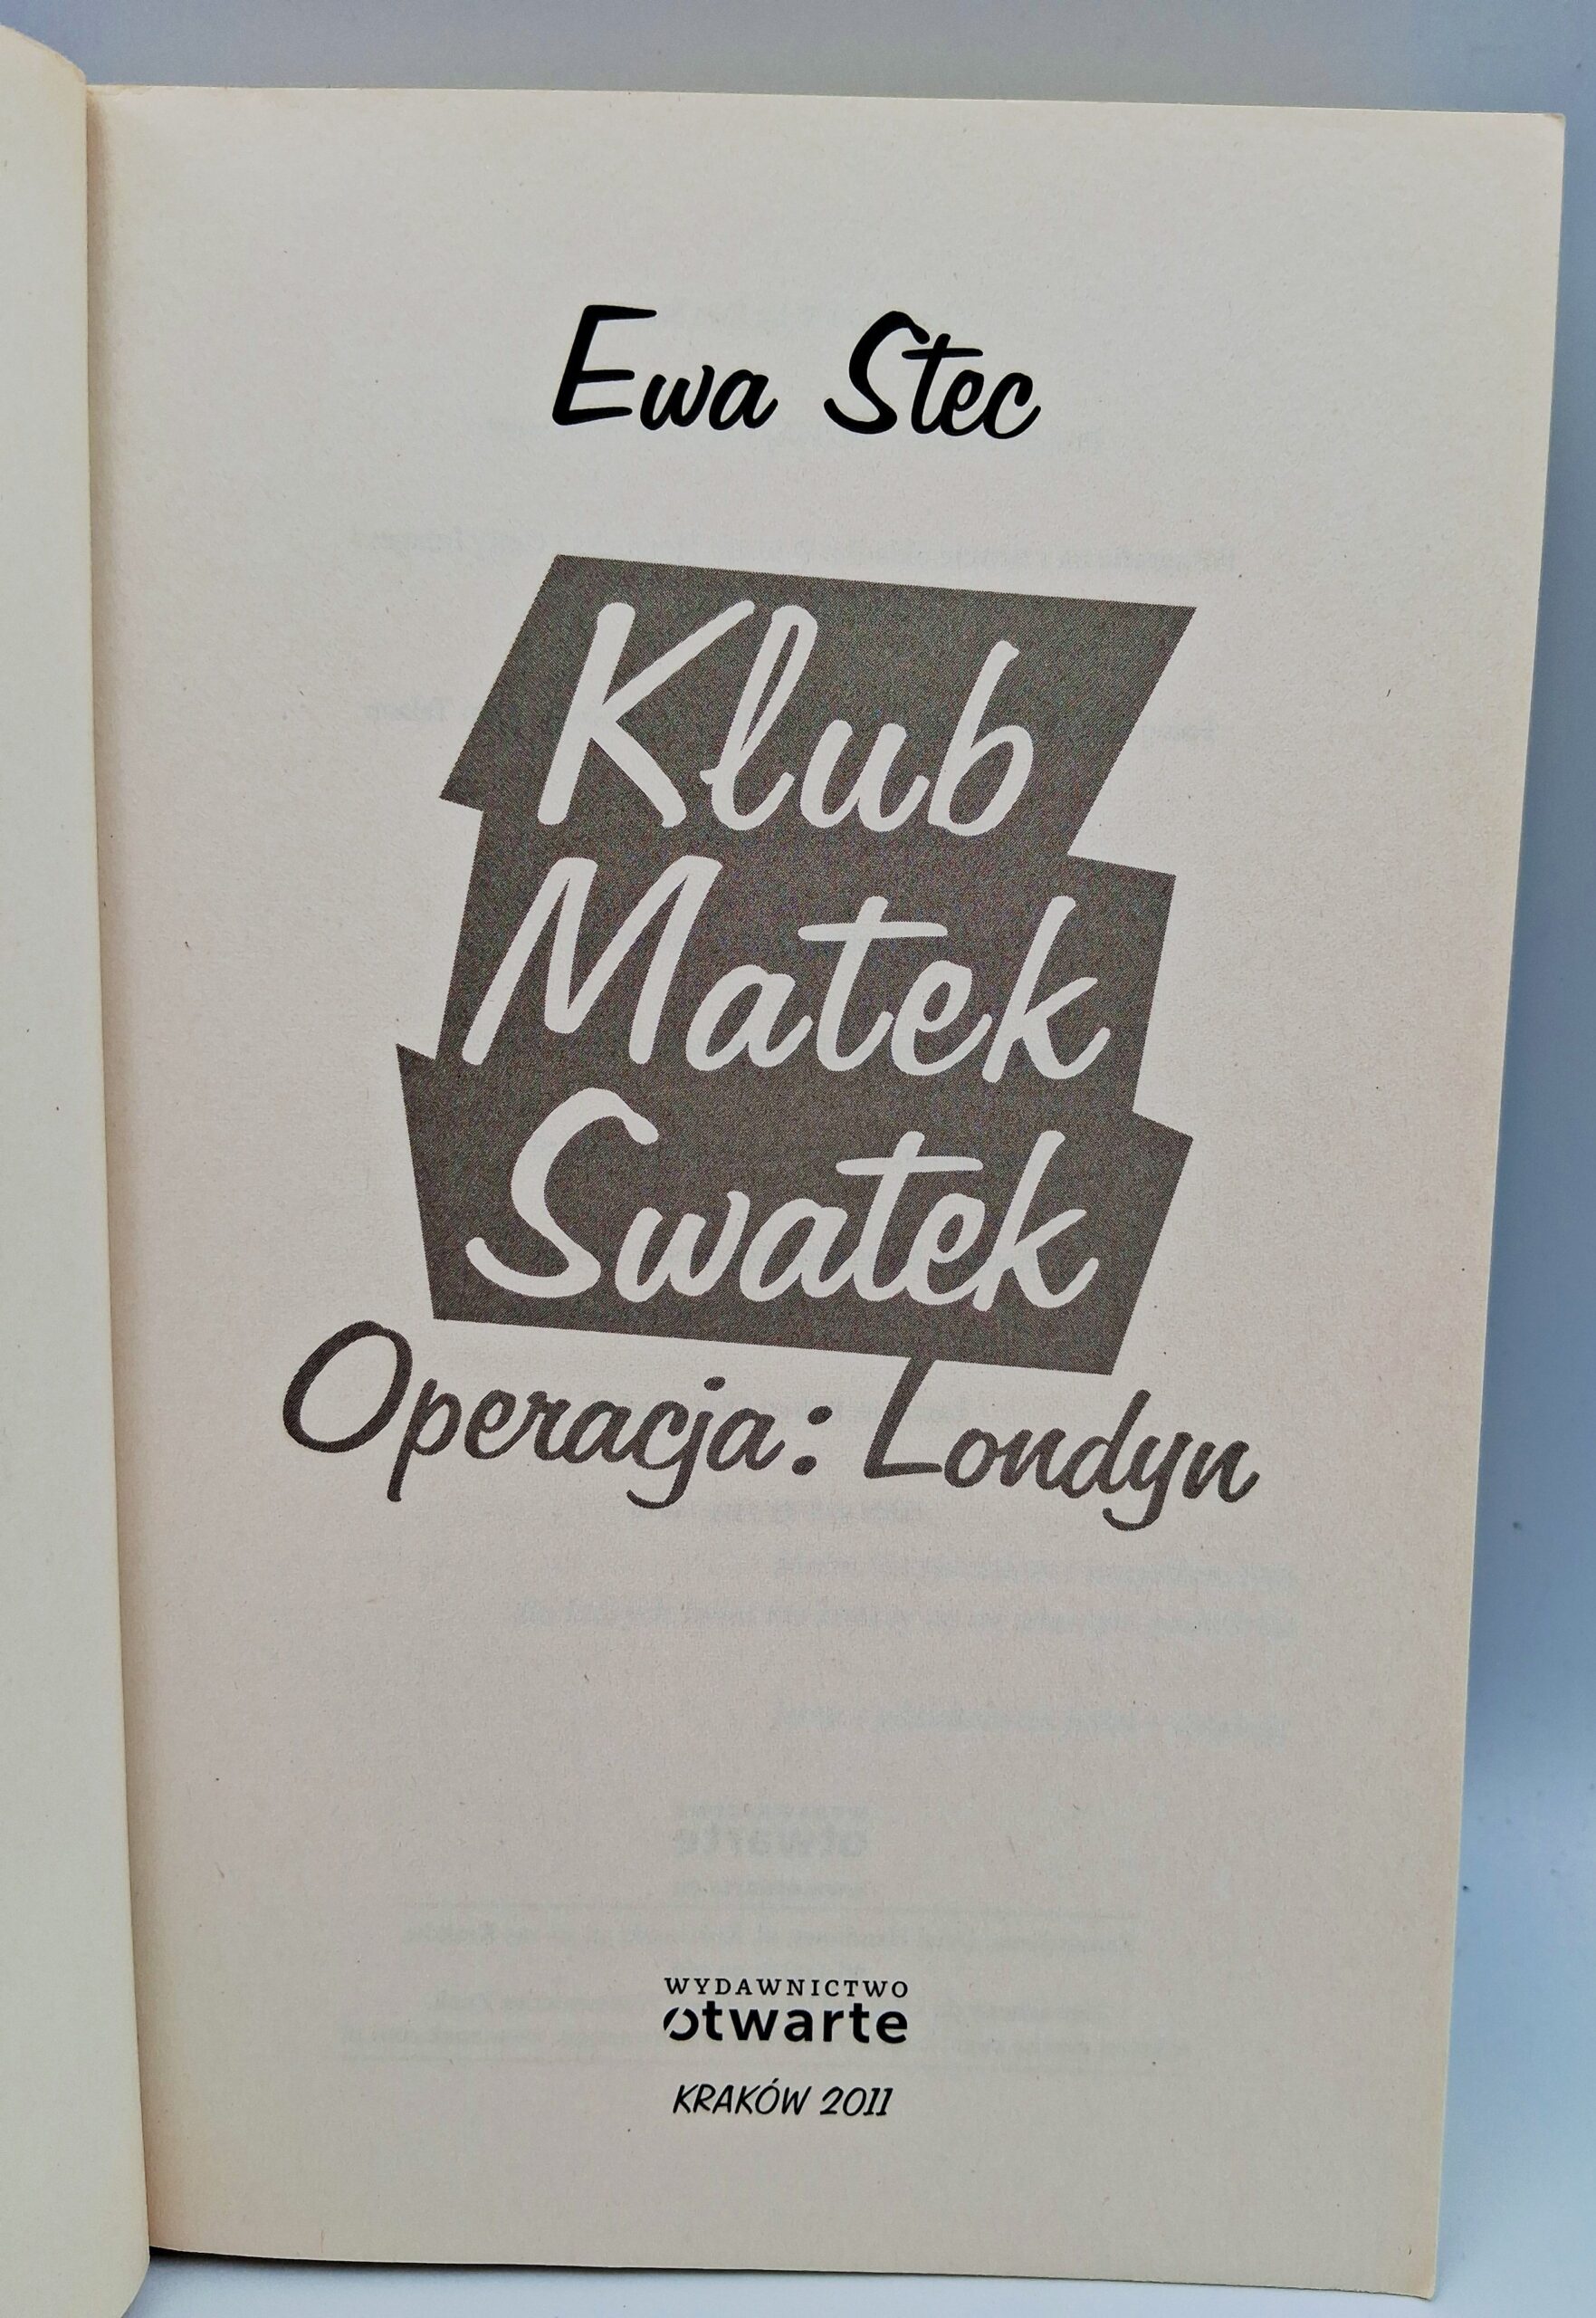 Ewa Stec
Klub
Matek
Swatek
Operacja: Londyn
WYDAWNICTWO
otwarte
KRAKÓW 2011